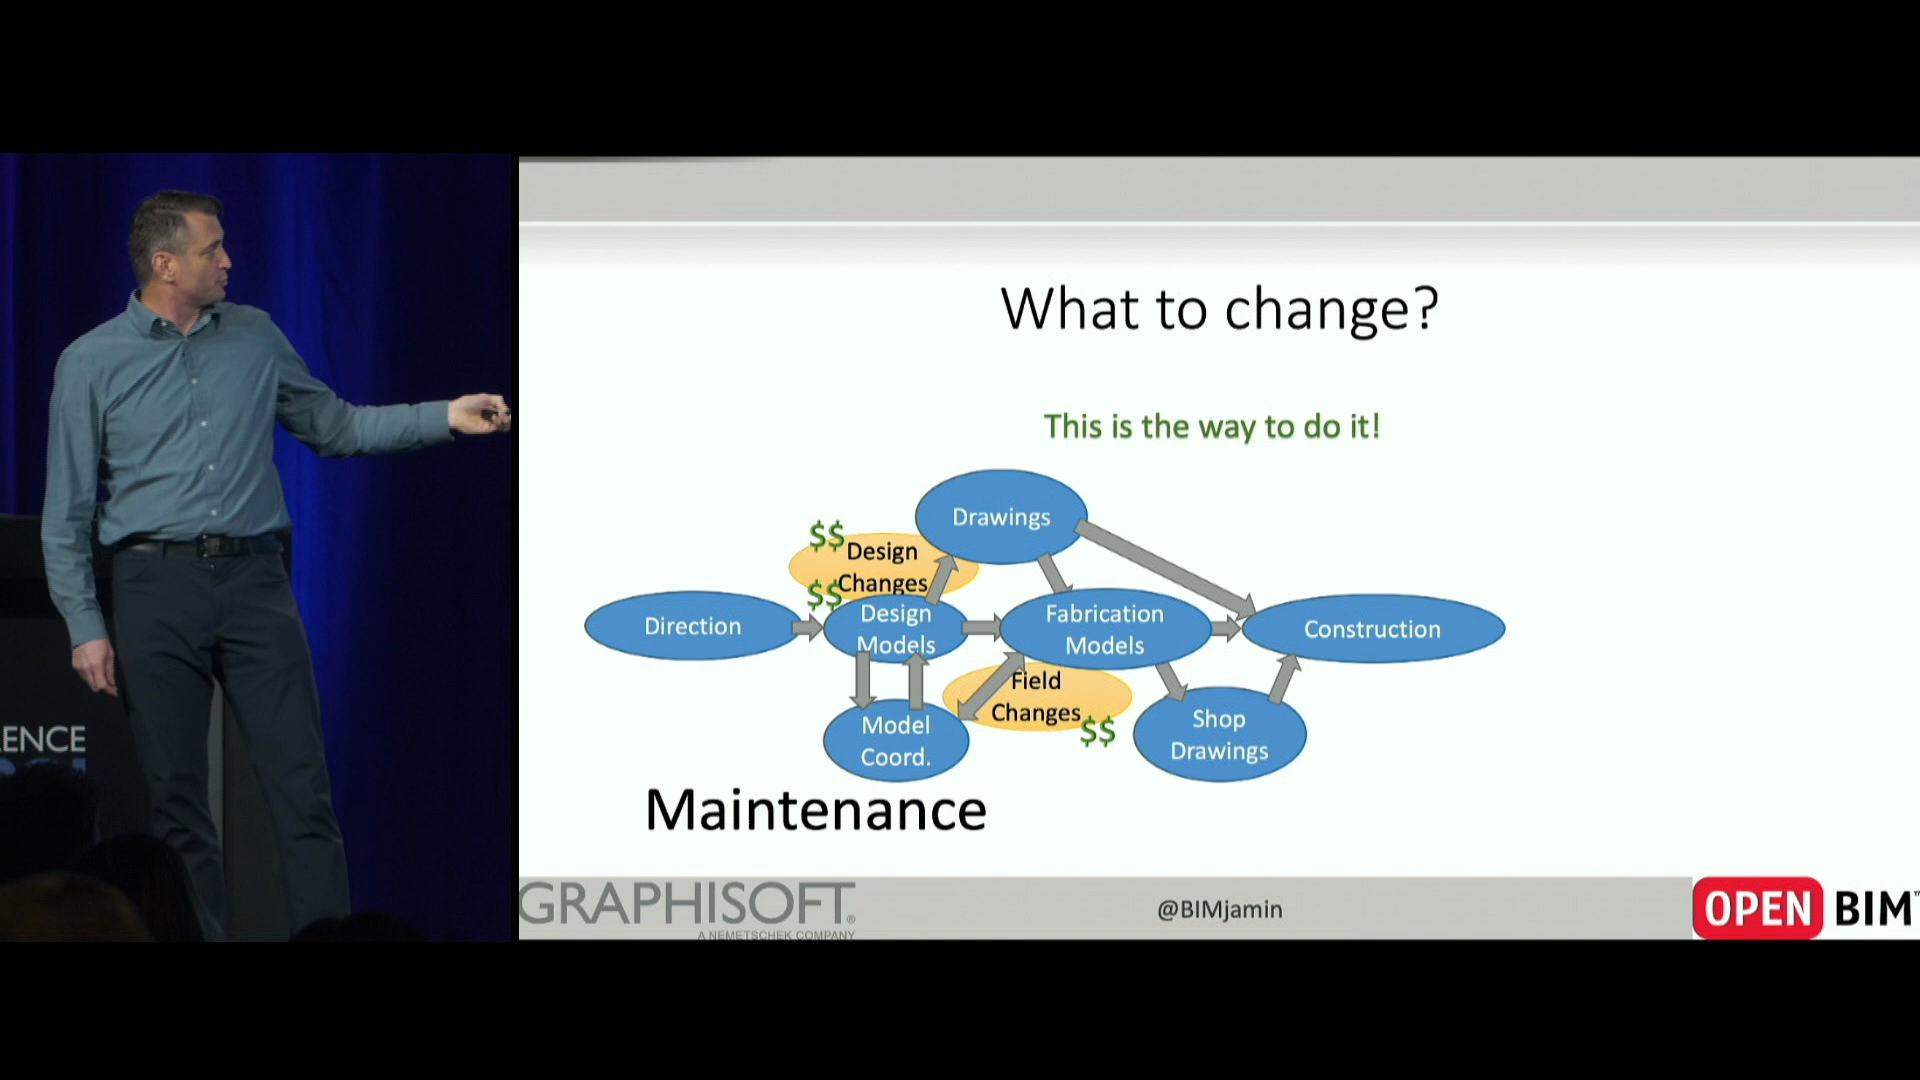 What to change?
This is the way to do it!
Drawings
$$
Design
Changes
$$
Direction
Design
Models
Fabrication
Models
Construction
Field
Changes
$$
Model
Coord.
Shop
Drawings
Maintenance
ENCE
GRAPHISOFT®
A NEMETSCHEK COMPANY
@BIMjamin
OPEN BIM™